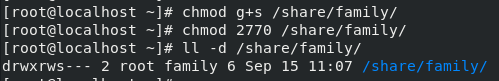 [root@localhost ~]# chmod g+s /share/family/
[root@localhost ~]# chmod 2770 /share/family/
[root@localhost ~]# ll -d /share/family/
drwxrws--- 2 root family 6 Sep 15 11:07 /share/family/